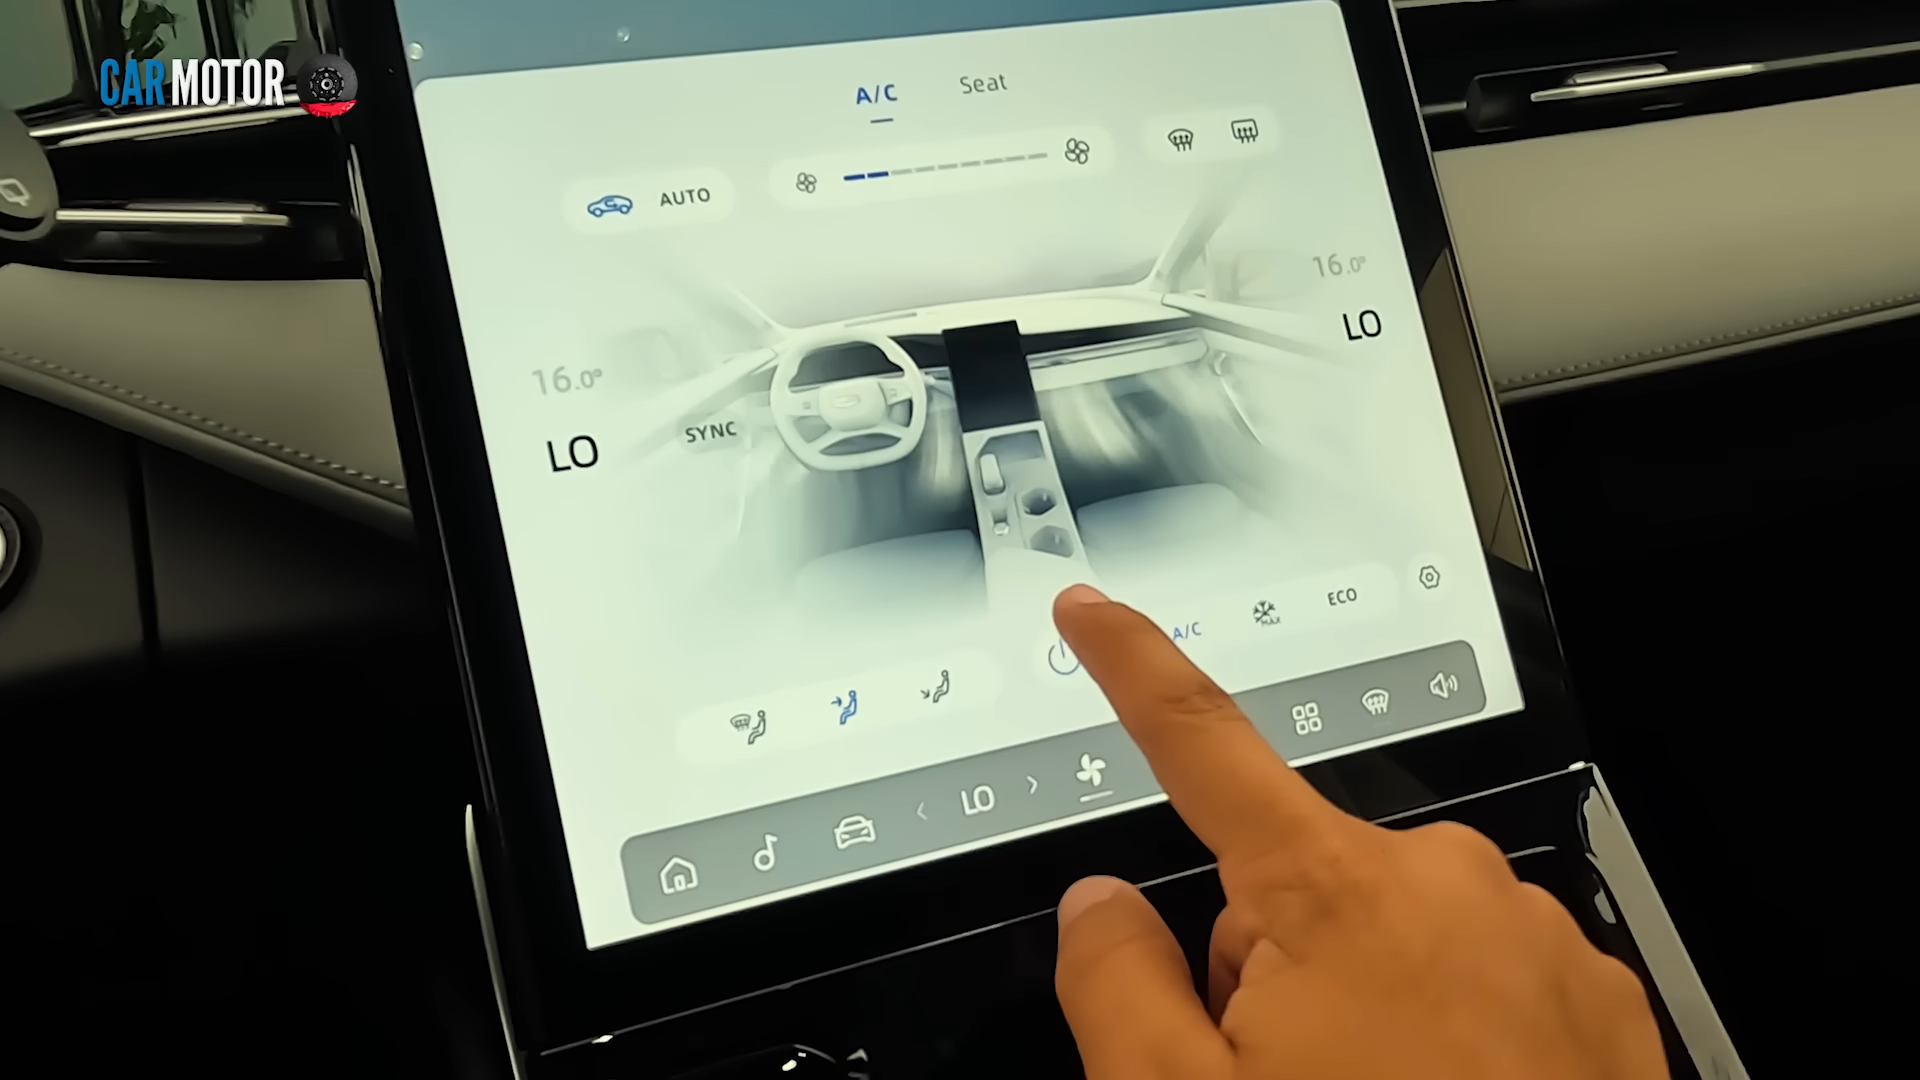 CARMOTOR
A/C Seat
AUTO
16.0°
LO
16.0°
LO
SYNC
A/C MAX ECO
LO